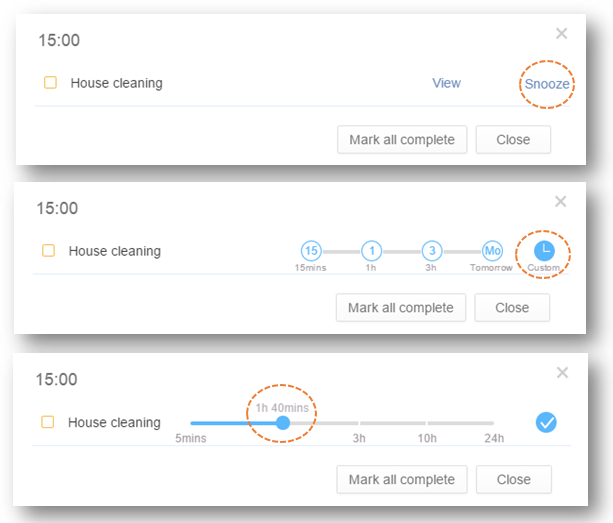 15:00
House cleaning View Snooze
Mark all complete Close
15:00
House cleaning 15 1 3 Mo
15mins 1h 3h Tomorrow Custom
Mark all complete Close
15:00
1h 40mins
House cleaning
5mins 3h 10h 24h
Mark all complete Close